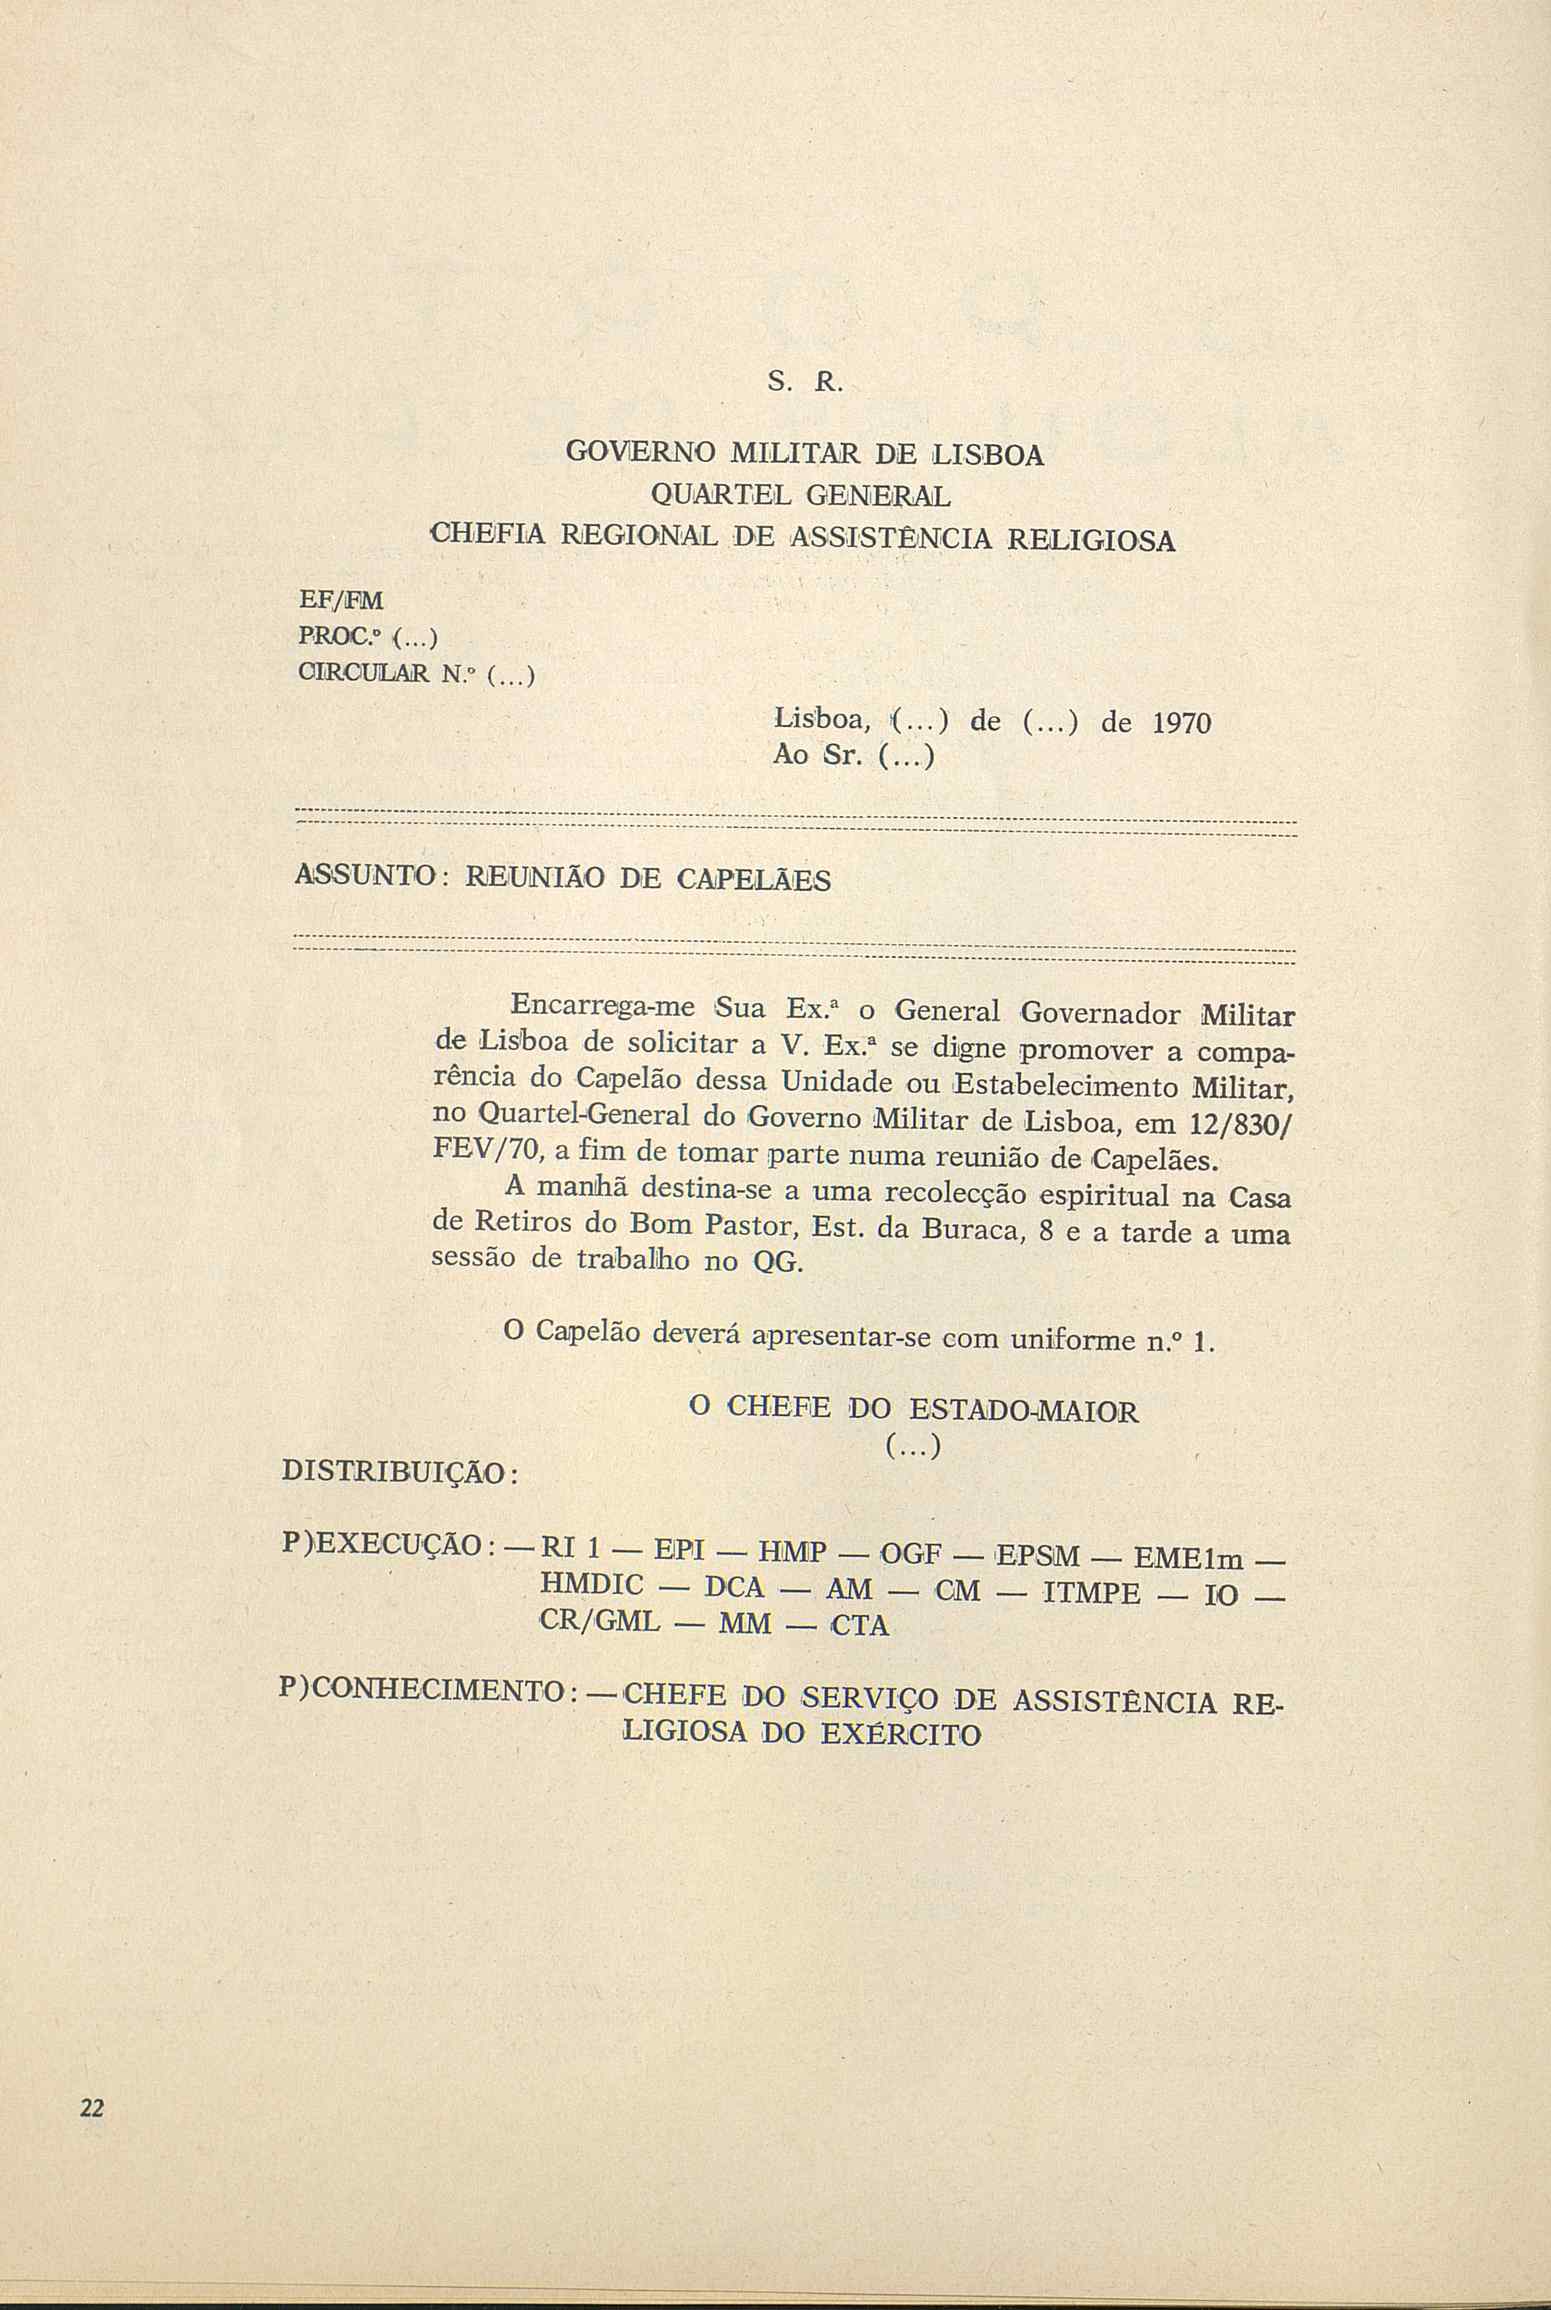 S. R.
GOVERNO MILITAR DE LISBOA
QUARTEL GENERAL
CHEFIA REGIONAL DE ASSISTÊNCIA RELIGIOSA
EF/FM
PROC.º (...)
CIRCULAR N.º (...)
Lisboa, (...) de (...) de 1970
Ao Sr. (...)
ASSUNTO: REUNIÃO DE CAPELÃES
Encarrega-me Sua Ex.ª o General Governador Militar
de Lisboa de solicitar a V. Ex.ª se digne promover a compa-
rência do Capelão dessa Unidade ou Estabelecimento Militar,
no Quartel-General do Governo Militar de Lisboa, em 12/830/
FEV/70, a fim de tomar parte numa reunião de Capelães.
A manhã destina-se a uma recolecção espiritual na Casa
de Retiros do Bom Pastor, Est. da Buraca, 8 e a tarde a uma
sessão de trabalho no QG.
O Capelão deverá apresentar-se com uniforme n.º 1.
O CHEFE DO ESTADO-MAIOR
(...)
DISTRIBUIÇÃO:
P)EXECUÇÃO: — RI 1 — EPI — HMP — OGF — EPSM — EME1m —
HMDIC — DCA — AM — CM — ITMPE — IO —
CR/GML — MM — CTA
P)CONHECIMENTO: — CHEFE DO SERVIÇO DE ASSISTÊNCIA RE-
LIGIOSA DO EXÉRCITO
22